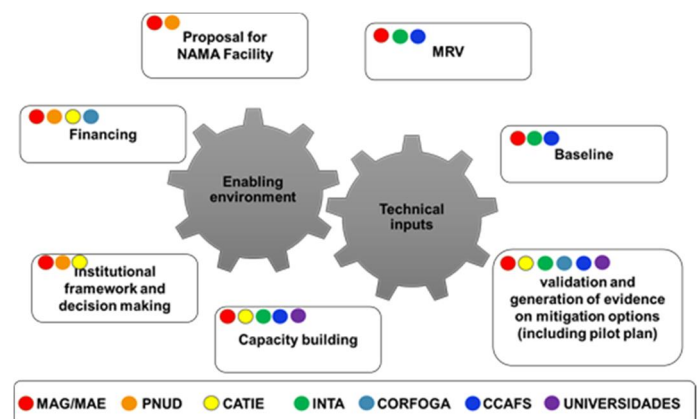 Proposal for
NAMA Facility
MRV
Financing
Baseline
Enabling
environment
Technical
inputs
Institutional
framework and
decision making
Capacity building
validation and
generation of evidence
on mitigation options
(including pilot plan)
MAG/MAE PNUD CATIE INTA CORFOGA CCAFS UNIVERSIDADES